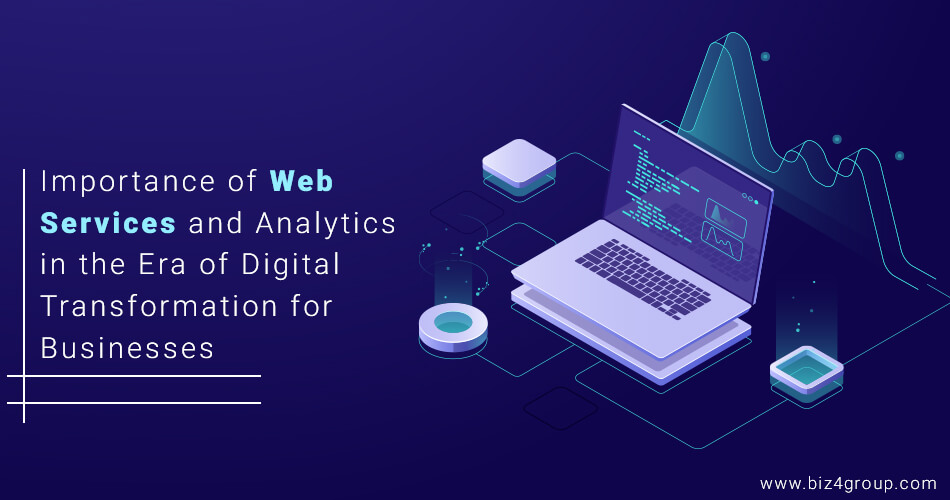 Importance of Web
Services and Analytics
in the Era of Digital
Transformation for
Businesses
www.biz4group.com